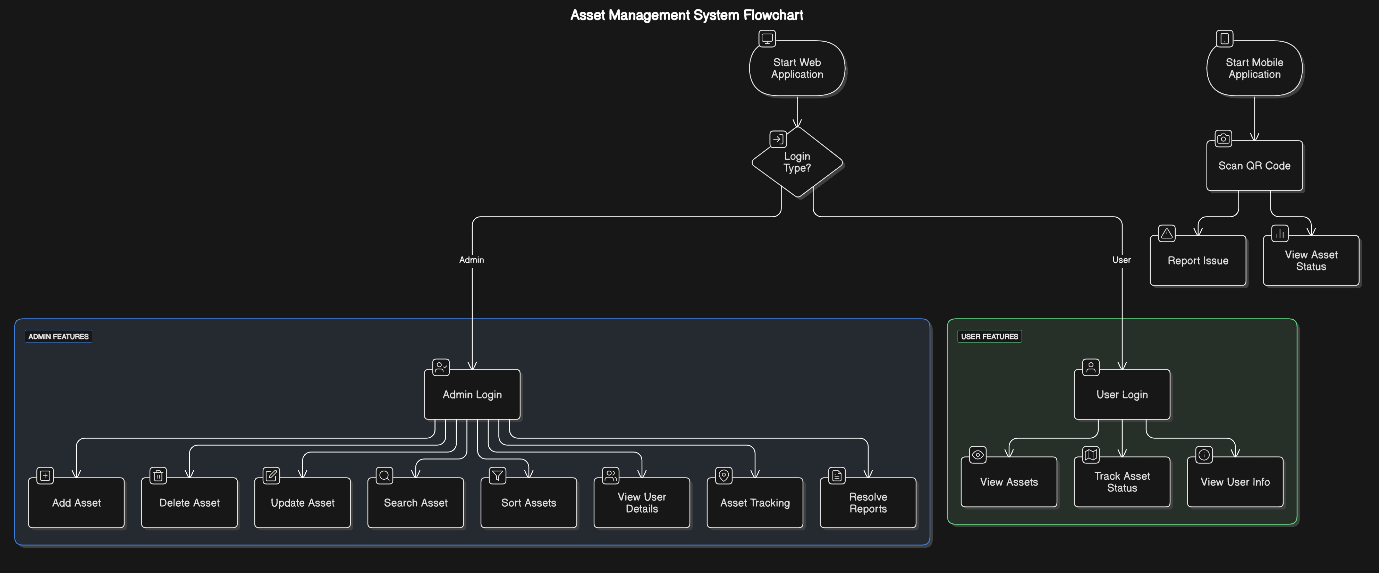 Asset Management System Flowchart
Start Web
Application
Start Mobile
Application
Login
Type?
Scan QR Code
Admin
User
Report Issue
View Asset
Status
ADMIN FEATURES
USER FEATURES
Admin Login
User Login
Add Asset
Delete Asset
Update Asset
Search Asset
Sort Assets
View User
Details
Asset Tracking
Resolve
Reports
View Assets
Track Asset
Status
View User Info